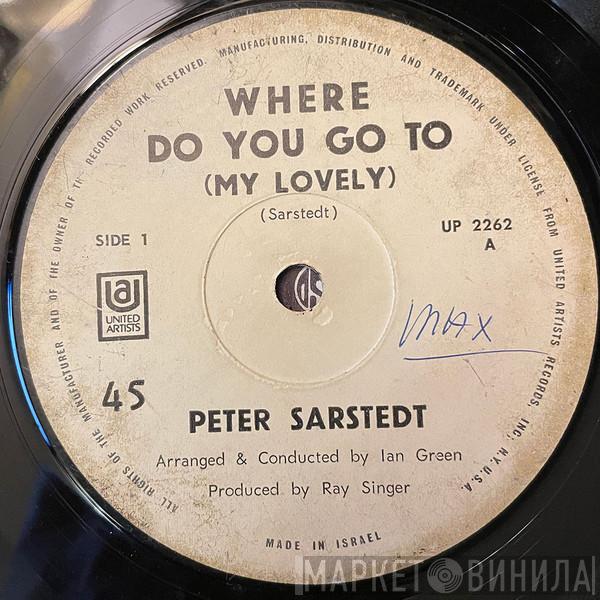 ALL RIGHTS OF THE MANUFACTURER AND OF THE OWNER OF THE RECORDED WORK RESERVED. MANUFACTURING, DISTRIBUTION AND TRADEMARK UNDER LICENSE FROM UNITED ARTISTS RECORDS, INC, N.Y. U.S.A.
WHERE
DO YOU GO TO
(MY LOVELY)
(Sarstedt)
SIDE 1
UP 2262
A
UA
UNITED
ARTISTS
max
45
PETER SARSTEDT
Arranged & Conducted by Ian Green
Produced by Ray Singer
MADE IN ISRAEL
МАРКЕТ ВИНИЛА